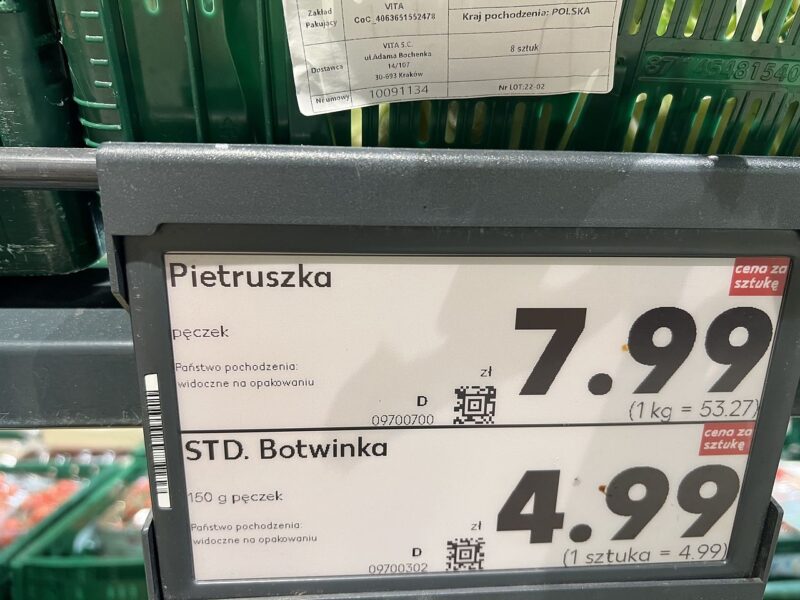 Zakład Pakujący
VITA
CoC_4063651552478
Kraj pochodzenia: POLSKA
Dostawca
VITA S.C.
ul.Adama Bochenka
14/107
30-693 Kraków
8 sztuk
Nr umowy
10091134
Nr LOT:22-02
Pietruszka
cena za
sztukę
pęczek
7.99
Państwo pochodzenia:
widoczne na opakowaniu
zł
D
09700700
(1 kg = 53.27)
STD. Botwinka
cena za
sztukę
150 g pęczek
4.99
Państwo pochodzenia:
widoczne na opakowaniu
zł
D
09700302
(1 sztuka = 4.99)